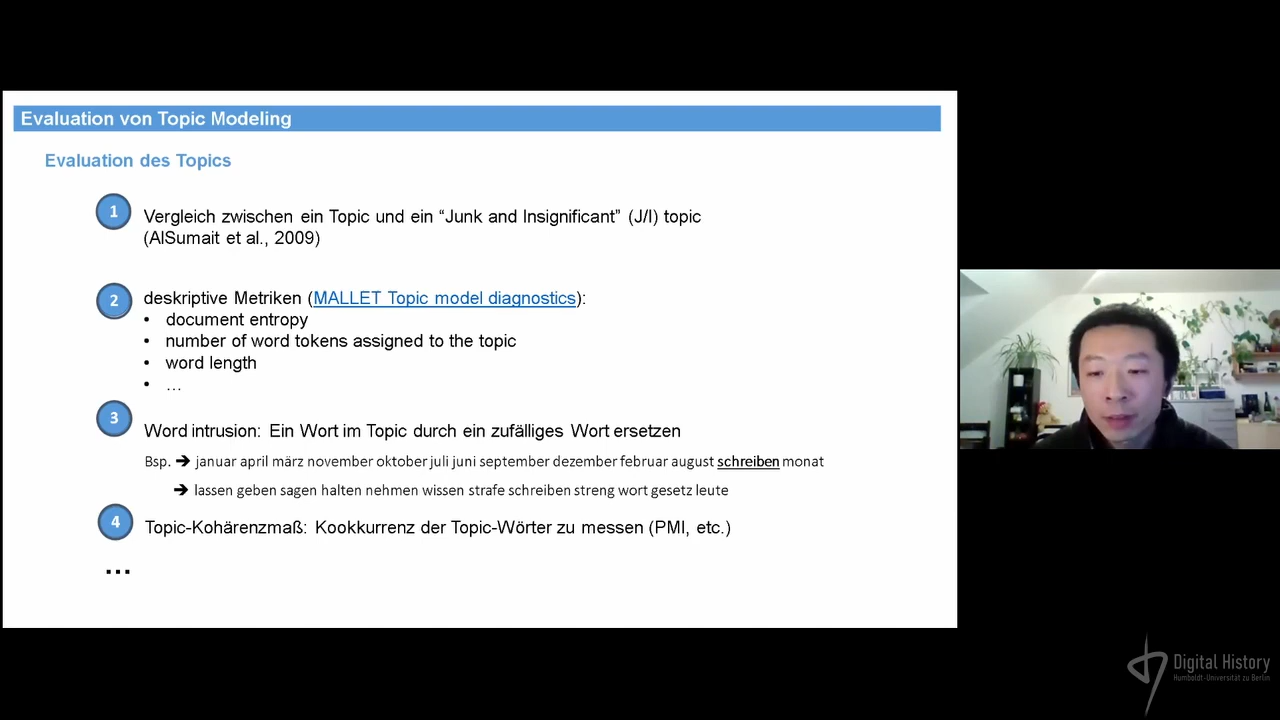 Evaluation von Topic Modeling
Evaluation des Topics
1
Vergleich zwischen ein Topic und ein “Junk and Insignificant” (J/I) topic
(AlSumait et al., 2009)
2
deskriptive Metriken (MALLET Topic model diagnostics):
• document entropy
• number of word tokens assigned to the topic
• word length
• …
3
Word intrusion: Ein Wort im Topic durch ein zufälliges Wort ersetzen
Bsp. ➔ januar april märz november oktober juli juni september dezember februar august schreiben monat
➔ lassen geben sagen halten nehmen wissen strafe schreiben streng wort gesetz leute
4
Topic-Kohärenzmaß: Kookkurrenz der Topic-Wörter zu messen (PMI, etc.)
…
Digital History
Humboldt-Universität zu Berlin